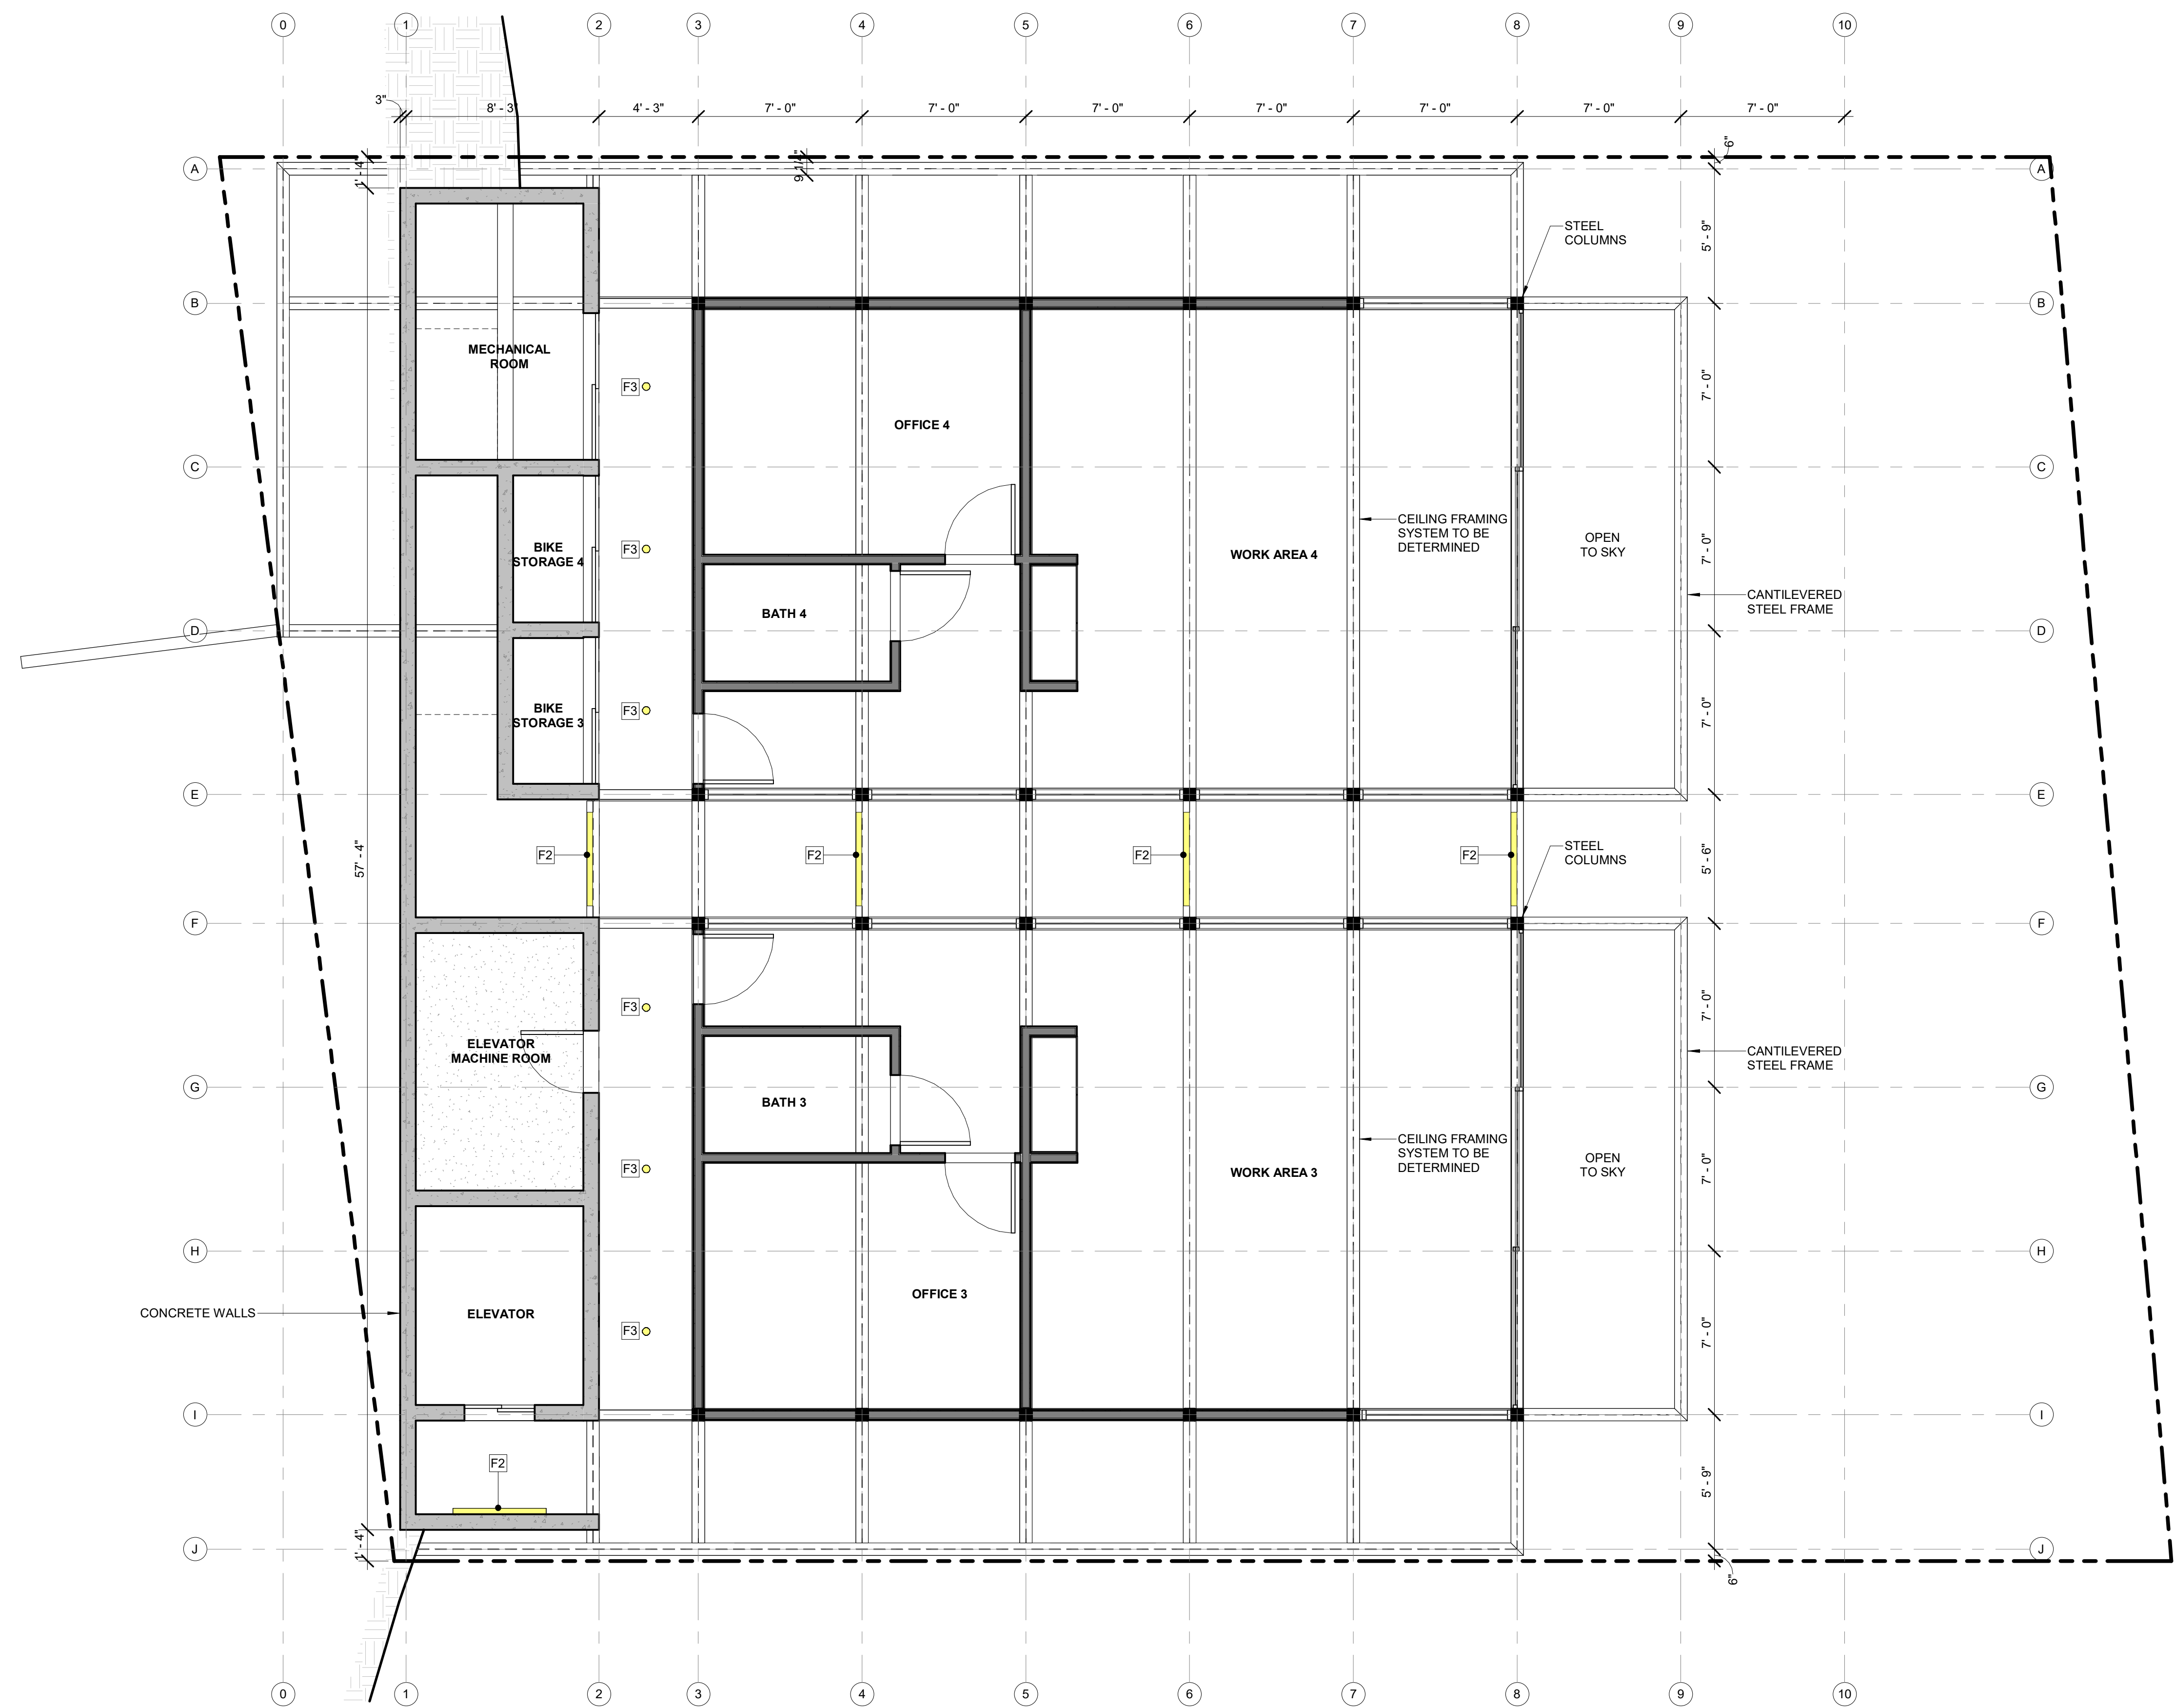 0 1 2 3 4 5 6 7 8 9 10
3" 8' - 3" 4' - 3" 7' - 0" 7' - 0" 7' - 0" 7' - 0" 7' - 0" 7' - 0" 7' - 0"
A 1' - 4" 9 1/4" 6" A
5' - 9"
STEEL
COLUMNS
B B
MECHANICAL
ROOM
F3
7' - 0"
OFFICE 4
C C
CEILING FRAMING
SYSTEM TO BE
DETERMINED
BIKE
STORAGE 4
F3
WORK AREA 4
OPEN
TO SKY
7' - 0"
CANTILEVERED
STEEL FRAME
BATH 4
D D
BIKE
STORAGE 3
F3
7' - 0"
E E
57' - 4"
F2 F2 F2 F2
STEEL
COLUMNS
5' - 6"
F F
F3
7' - 0"
ELEVATOR
MACHINE ROOM
CANTILEVERED
STEEL FRAME
G G
BATH 3
CEILING FRAMING
SYSTEM TO BE
DETERMINED
F3
WORK AREA 3
OPEN
TO SKY
7' - 0"
H H
OFFICE 3
CONCRETE WALLS
ELEVATOR
F3
7' - 0"
I I
F2
5' - 9"
1' - 4"
J J
6"
0 1 2 3 4 5 6 7 8 9 10